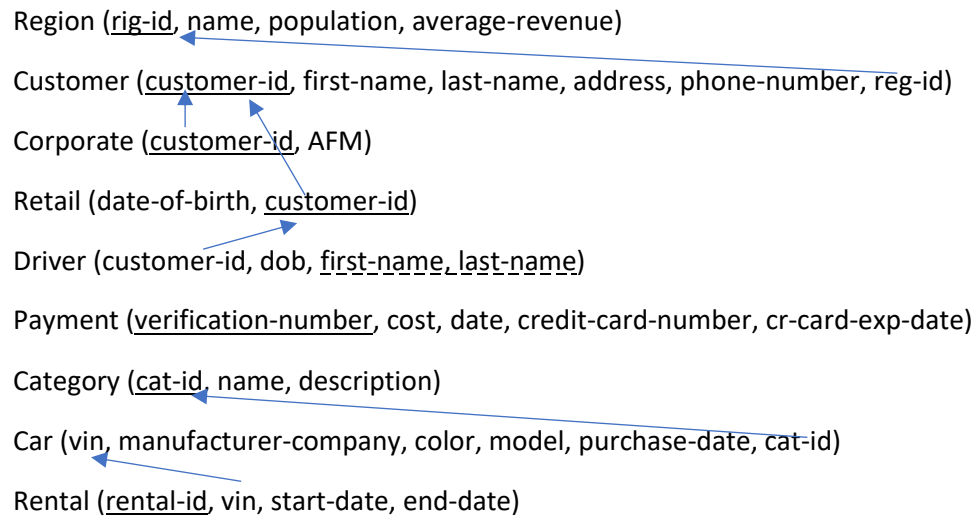 Region (rig-id, name, population, average-revenue)
Customer (customer-id, first-name, last-name, address, phone-number, reg-id)
Corporate (customer-id, AFM)
Retail (date-of-birth, customer-id)
Driver (customer-id, dob, first-name, last-name)
Payment (verification-number, cost, date, credit-card-number, cr-card-exp-date)
Category (cat-id, name, description)
Car (vin, manufacturer-company, color, model, purchase-date, cat-id)
Rental (rental-id, vin, start-date, end-date)